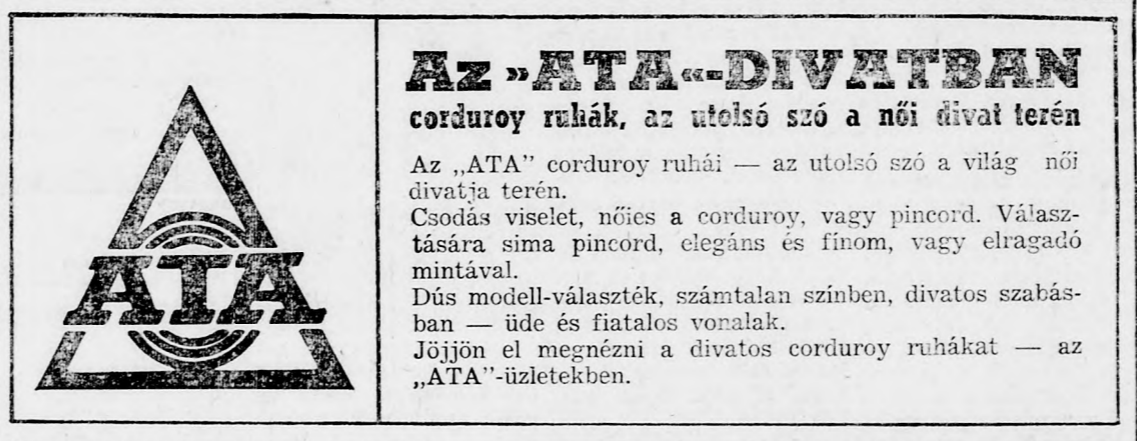 ATA
Az »ATA«-DIVATBAN
corduroy ruhák, az utolsó szó a női divat terén
Az „ATA” corduroy ruhái — az utolsó szó a világ női
divatja terén.
Csodás viselet, nőies a corduroy, vagy pincord. Válasz-
tására sima pincord, elegáns és fínom, vagy elragadó
mintával.
Dús modell-választék, számtalan színben, divatos szabás-
ban — üde és fiatalos vonalak.
Jöjjön el megnézni a divatos corduroy ruhákat — az
„ATA”-üzletekben.